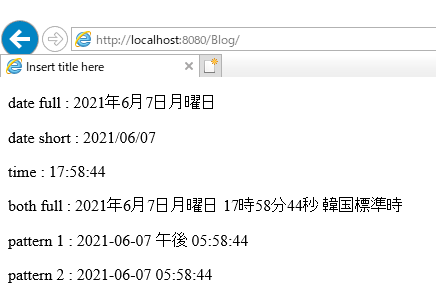 http://localhost:8080/Blog/
Insert title here
date full : 2021年6月7日月曜日
date short : 2021/06/07
time : 17:58:44
both full : 2021年6月7日月曜日 17時58分44秒 韓国標準時
pattern 1 : 2021-06-07 午後 05:58:44
pattern 2 : 2021-06-07 05:58:44